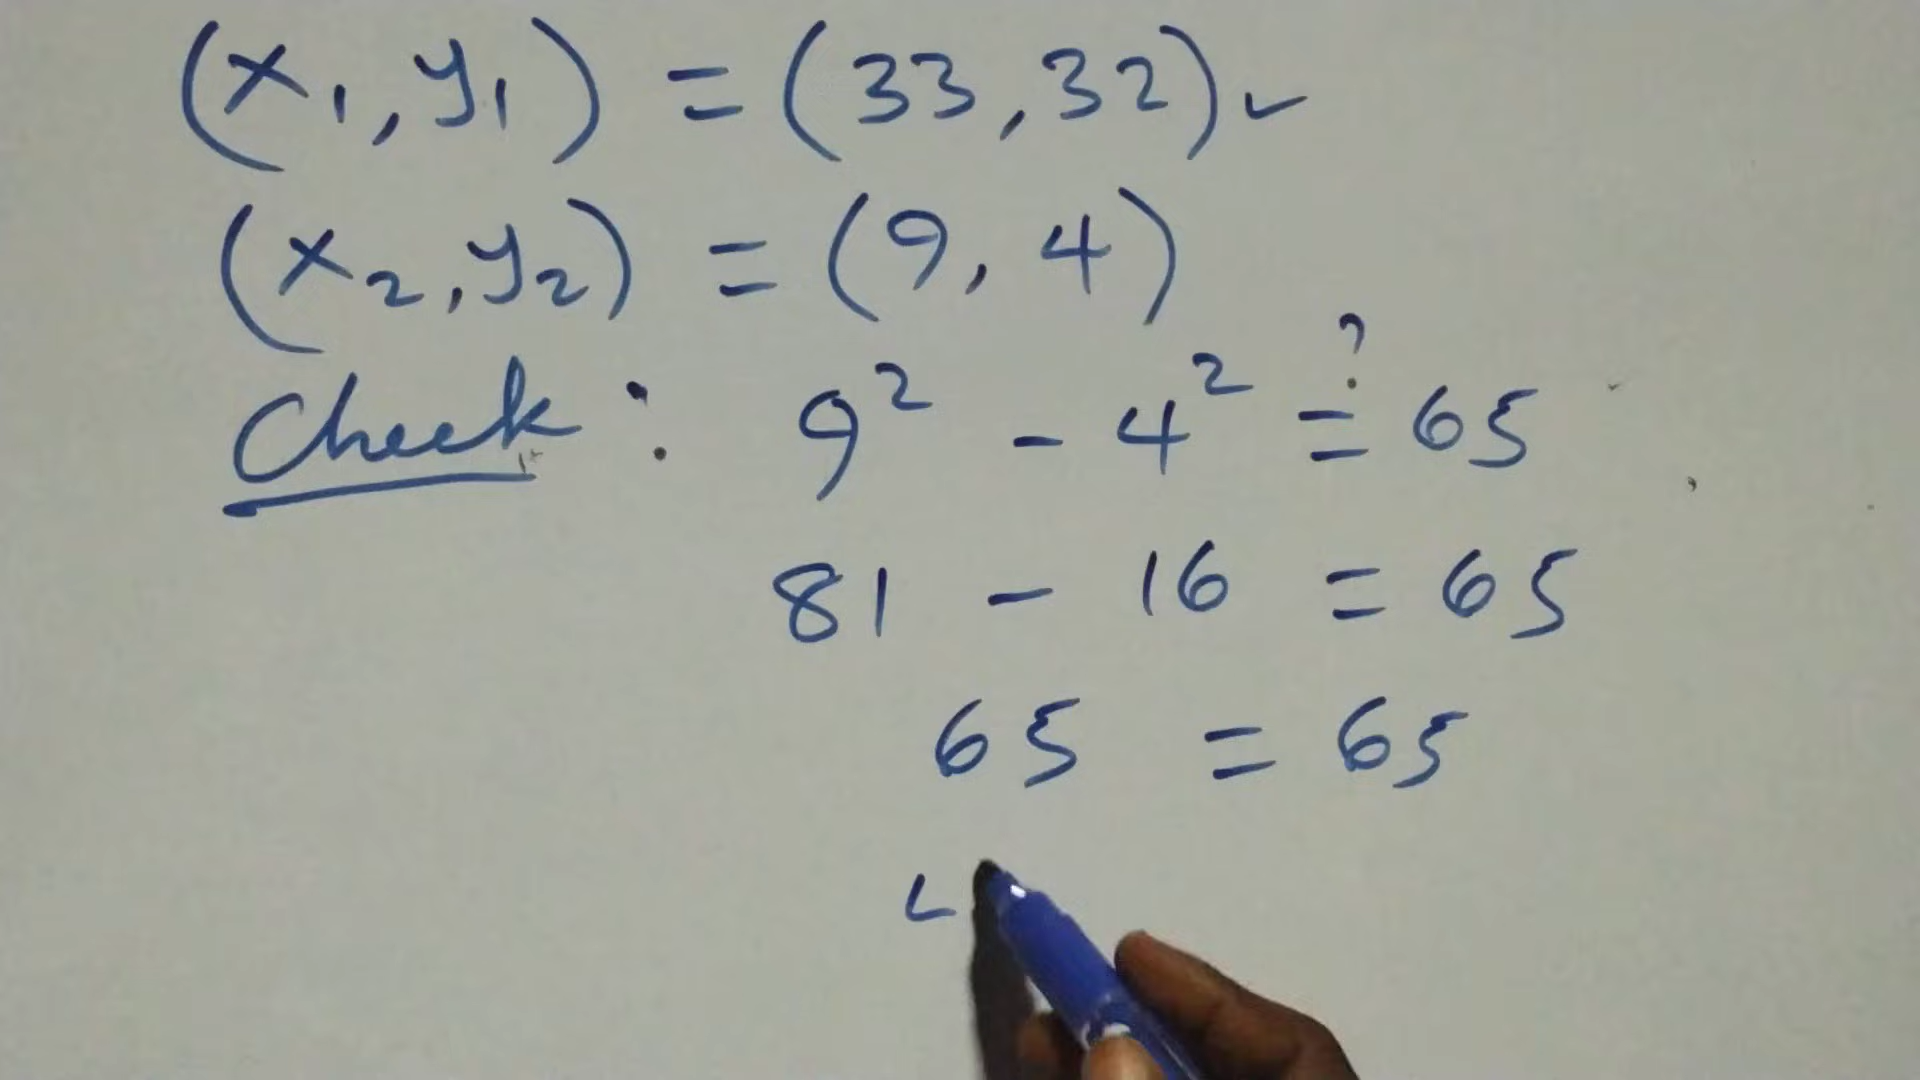 (x₁, y₁) = (33, 32) ✓
(x₂, y₂) = (9, 4)
Check : 9² - 4² ≟ 65
81 - 16 = 65
65 = 65